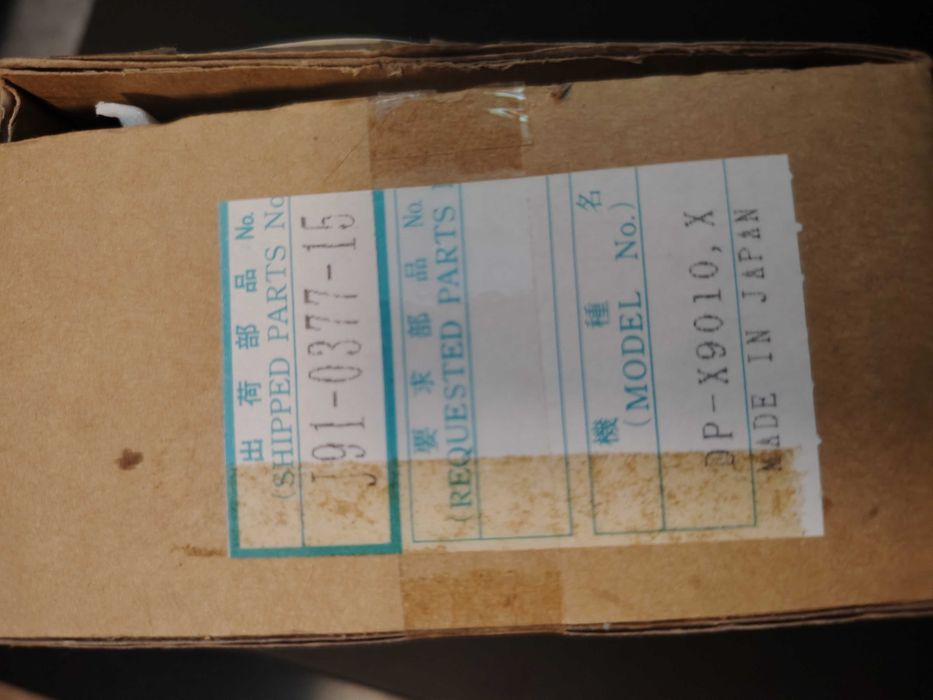 出荷部品 No.
(SHIPPED PARTS No
J91-0377-15
要求部品 No.
(REQUESTED PARTS
機種名
(MODEL No.)
DP-X9010,X
MADE IN JAPAN